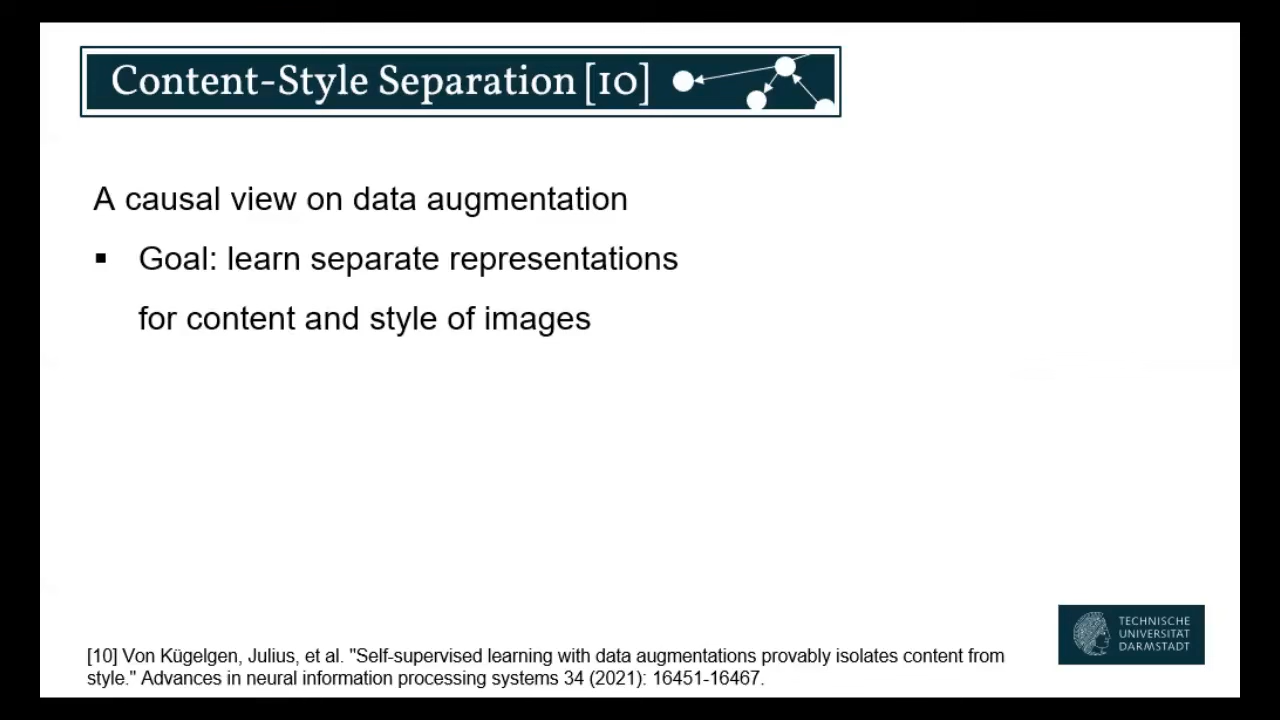 Content-Style Separation [10]
A causal view on data augmentation
▪ Goal: learn separate representations
for content and style of images
TECHNISCHE
UNIVERSITÄT
DARMSTADT
[10] Von Kügelgen, Julius, et al. "Self-supervised learning with data augmentations provably isolates content from
style." Advances in neural information processing systems 34 (2021): 16451-16467.